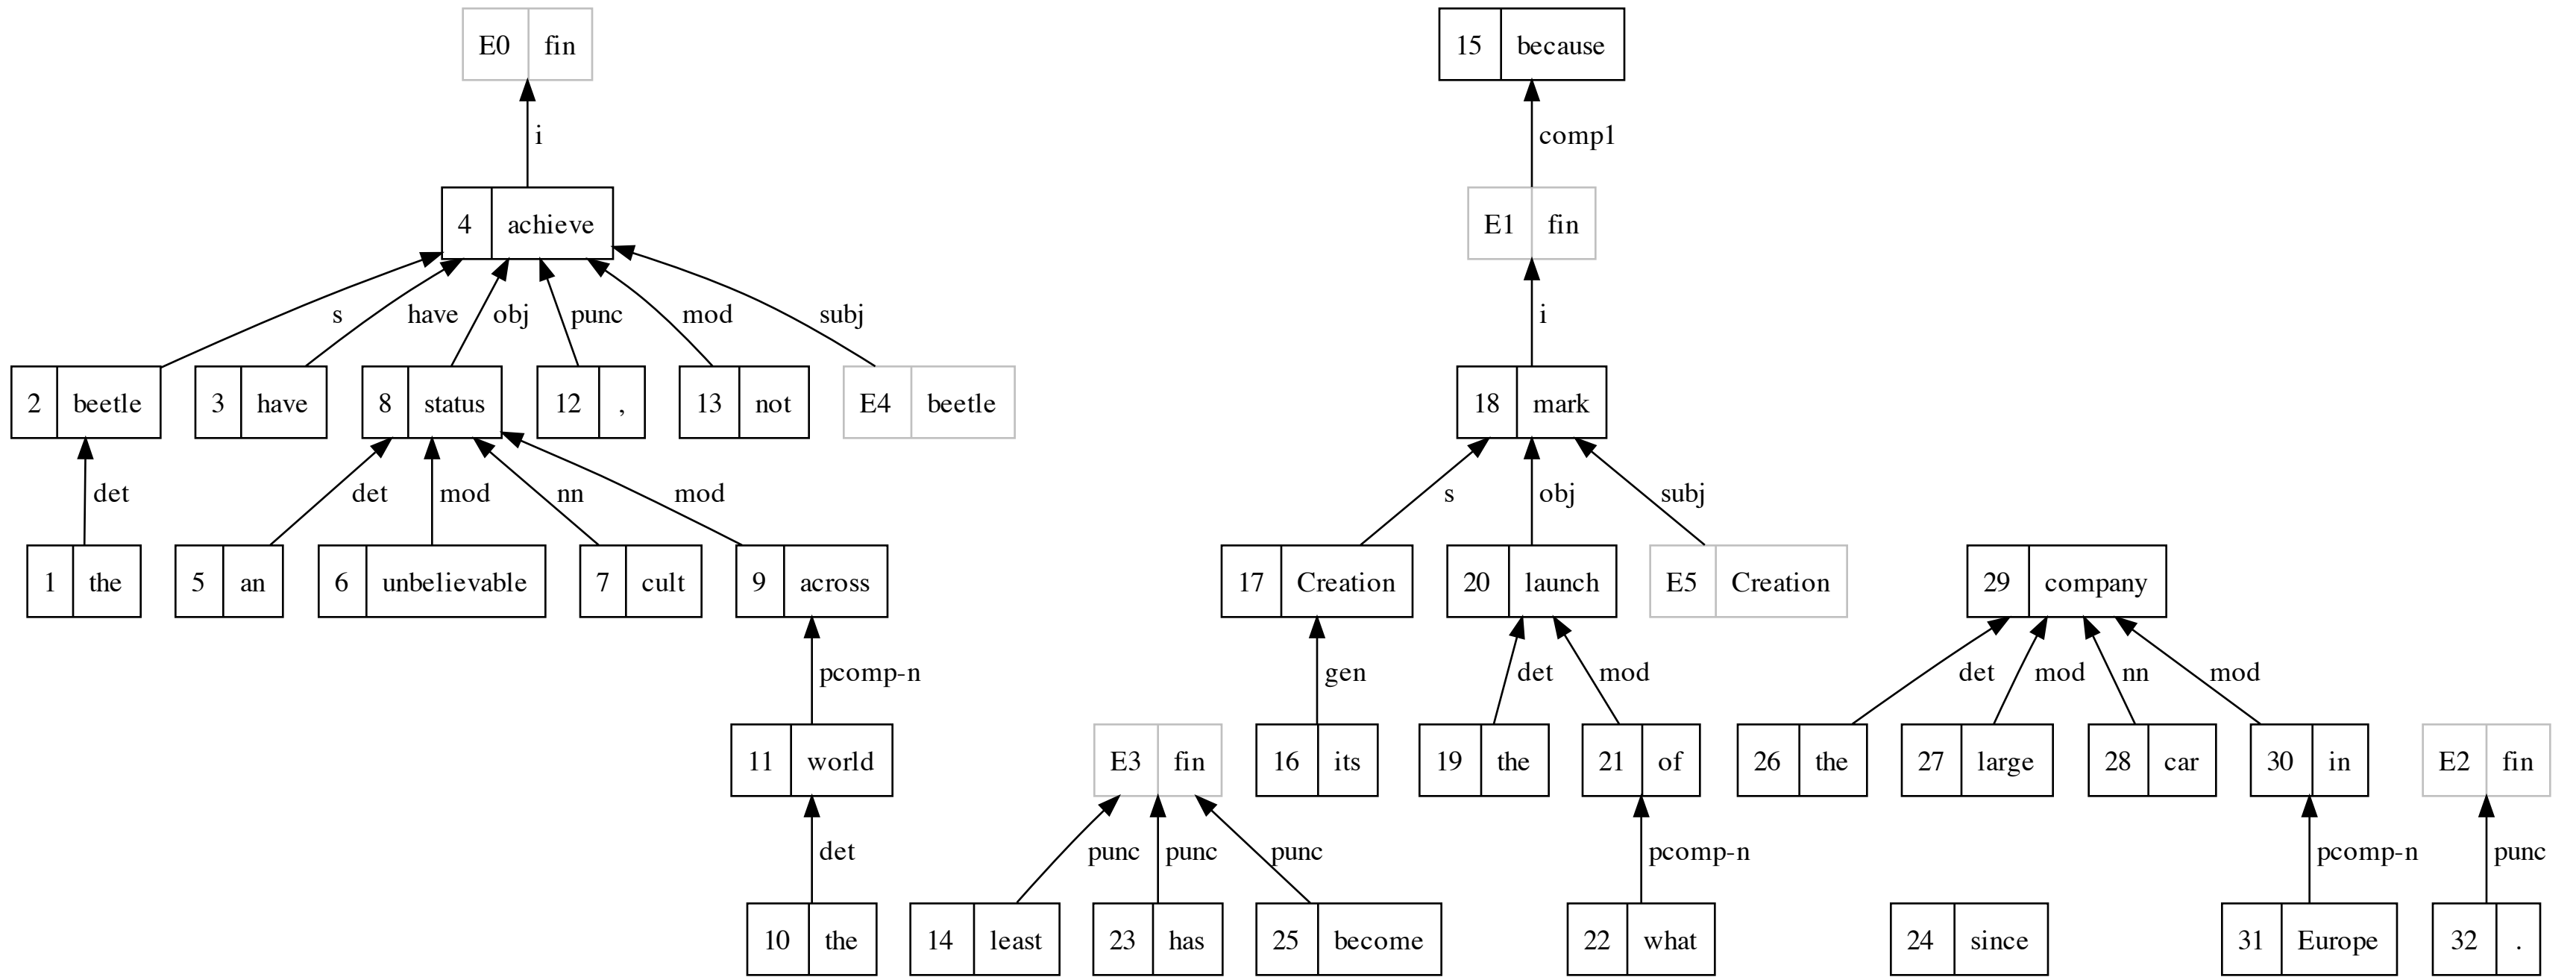 E0 fin
15 because
i
comp1
4 achieve
E1 fin
s have obj punc mod subj
i
2 beetle
3 have
8 status
12 ,
13 not
E4 beetle
18 mark
det
det mod nn mod
s obj subj
1 the
5 an
6 unbelievable
7 cult
9 across
17 Creation
20 launch
E5 Creation
29 company
pcomp-n
gen
det mod
det mod nn mod
11 world
E3 fin
16 its
19 the
21 of
26 the
27 large
28 car
30 in
E2 fin
det
punc punc punc
pcomp-n
pcomp-n
punc
10 the
14 least
23 has
25 become
22 what
24 since
31 Europe
32 .